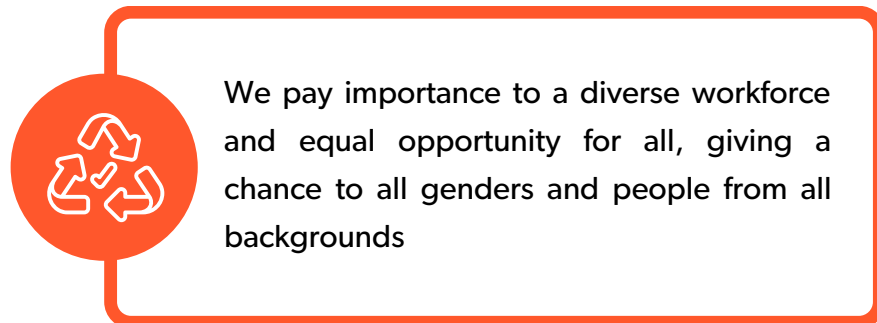 We pay importance to a diverse workforce
and equal opportunity for all, giving a
chance to all genders and people from all
backgrounds